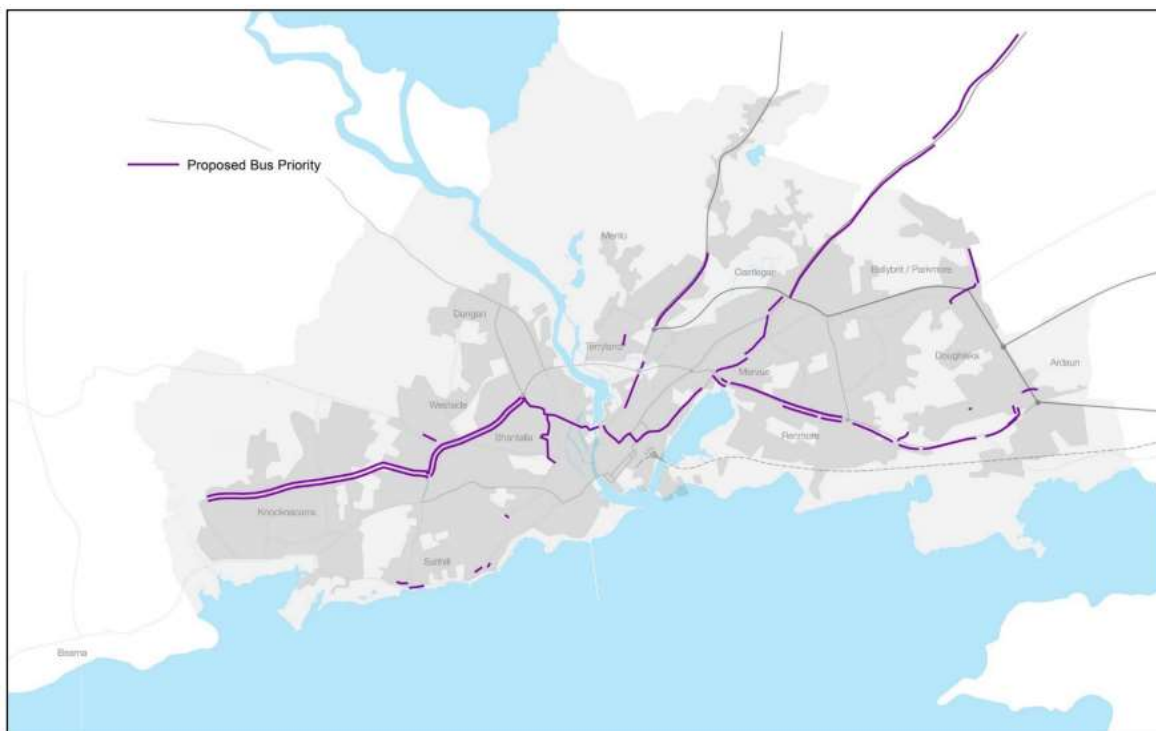 Proposed Bus Priority
Menlo
Castlegar
Ballybrit / Parkmore
Dangan
Terryland
Doughiska
Ardaun
Mervue
Westside
Shantalla
Renmore
Knocknacarra
Salthill
Bearna